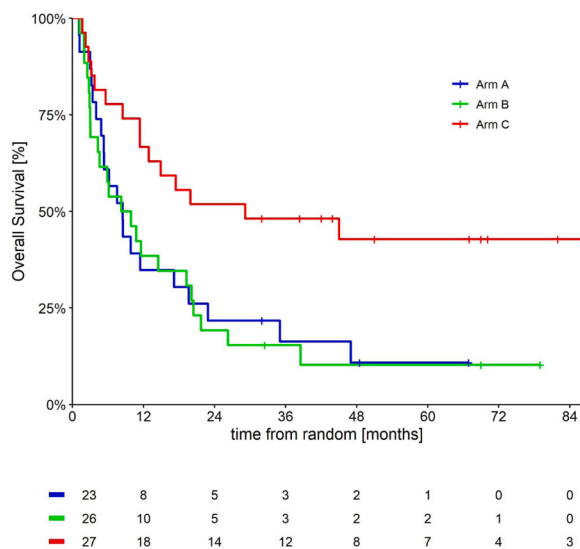 100%
75%
50%
25%
0%
Overall Survival [%]
Arm A
Arm B
Arm C
0 12 24 36 48 60 72 84
time from random [months]
23 8 5 3 2 1 0 0
26 10 5 3 2 2 1 0
27 18 14 12 8 7 4 3